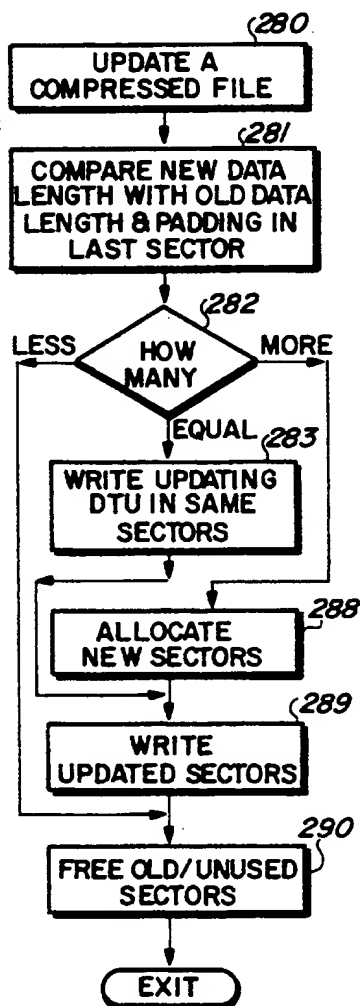 280
UPDATE A
COMPRESSED FILE
281
COMPARE NEW DATA
LENGTH WITH OLD DATA
LENGTH & PADDING IN
LAST SECTOR
282
LESS
HOW
MANY
MORE
EQUAL
283
WRITE UPDATING
DTU IN SAME
SECTORS
288
ALLOCATE
NEW SECTORS
289
WRITE
UPDATED SECTORS
290
FREE OLD/UNUSED
SECTORS
EXIT